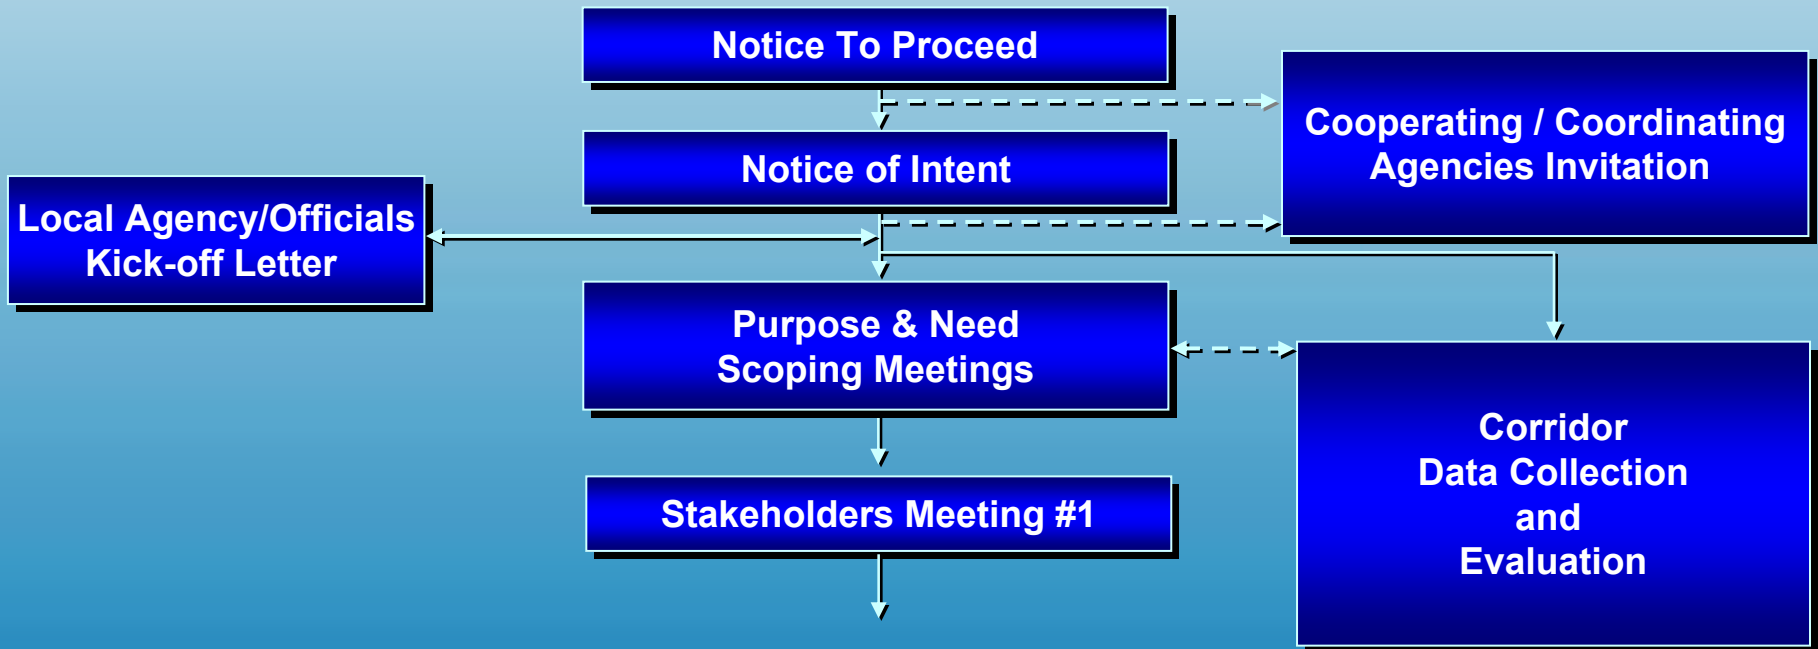 Notice To Proceed
Cooperating / Coordinating
Agencies Invitation
Notice of Intent
Local Agency/Officials
Kick-off Letter
Purpose & Need
Scoping Meetings
Corridor
Data Collection
and
Evaluation
Stakeholders Meeting #1